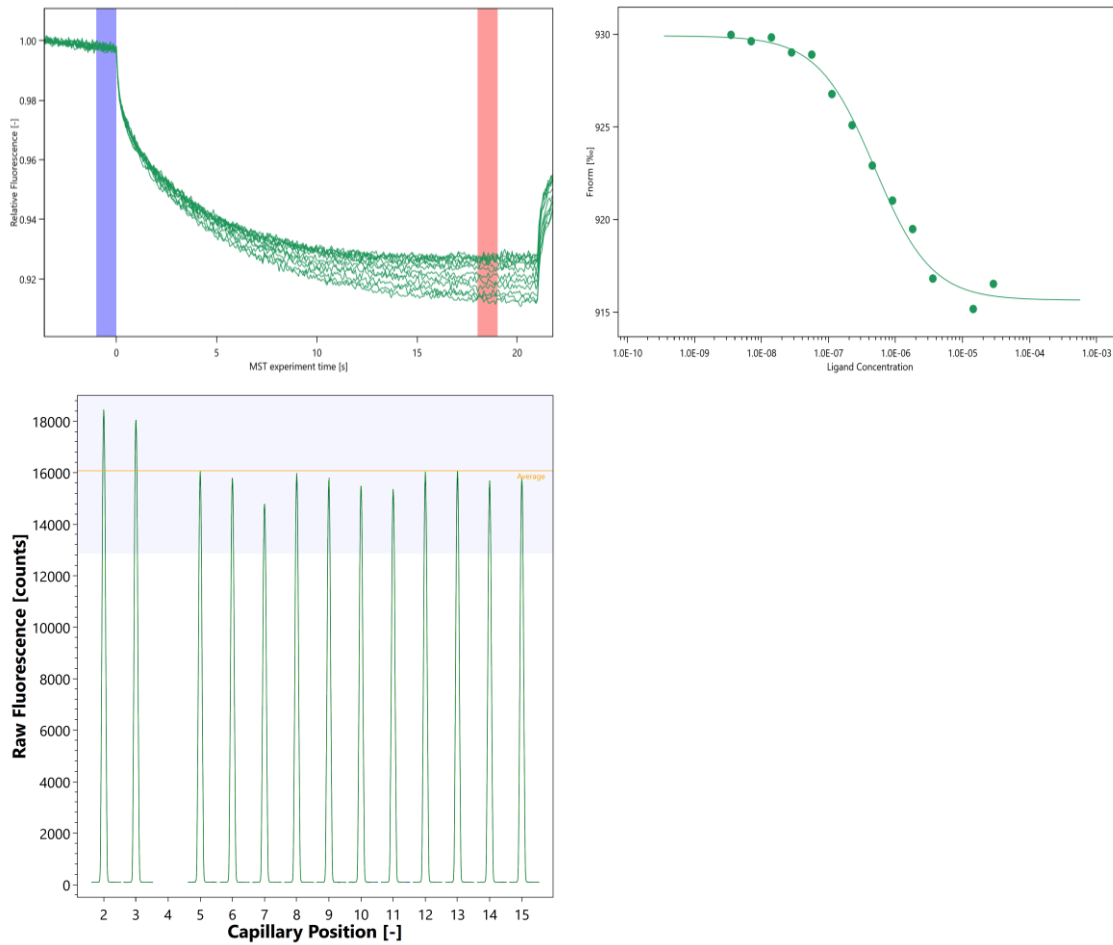 1.00
0.98
0.96
0.94
0.92
Relative Fluorescence [-]
0
5
10
15
20
MST experiment time [s]
930
925
920
915
Fnorm [‰]
1.0E-10
1.0E-09
1.0E-08
1.0E-07
1.0E-06
1.0E-05
1.0E-04
1.0E-03
Ligand Concentration
18000
16000
14000
12000
10000
8000
6000
4000
2000
0
Raw Fluorescence [counts]
Average
2 3 4 5 6 7 8 9 10 11 12 13 14 15
Capillary Position [-]